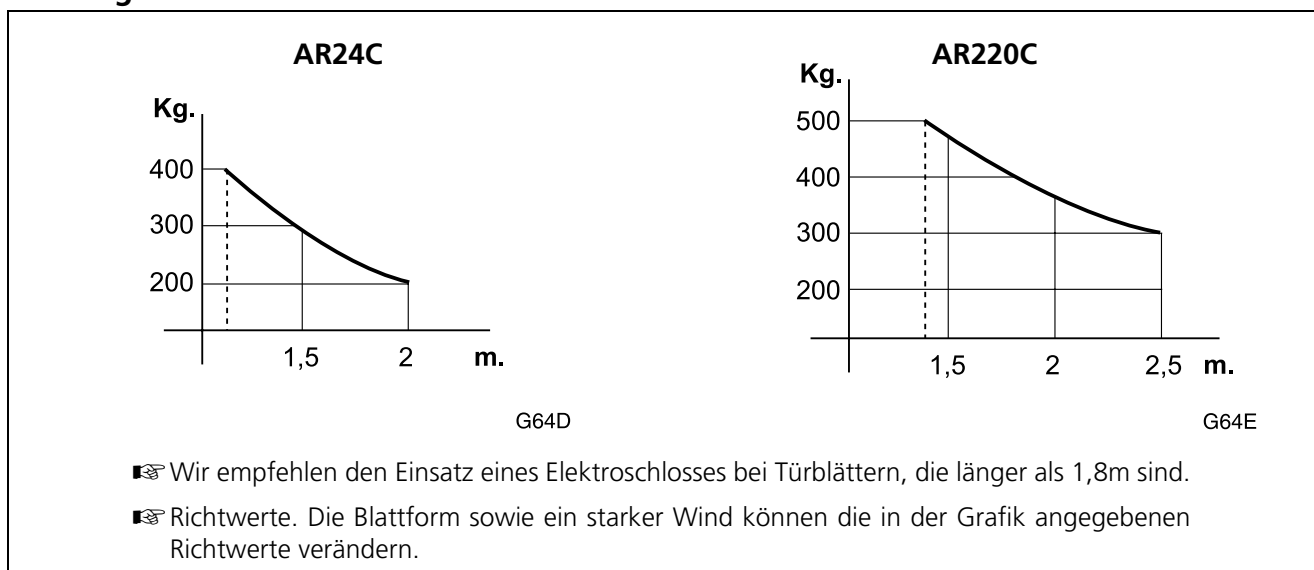 AR24C
Kg.
400
300
200
1,5 2 m.
G64D
AR220C
Kg.
500
400
300
200
1,5 2 2,5 m.
G64E
☞ Wir empfehlen den Einsatz eines Elektroschlosses bei Türblättern, die länger als 1,8m sind.
☞ Richtwerte. Die Blattform sowie ein starker Wind können die in der Grafik angegebenen
Richtwerte verändern.